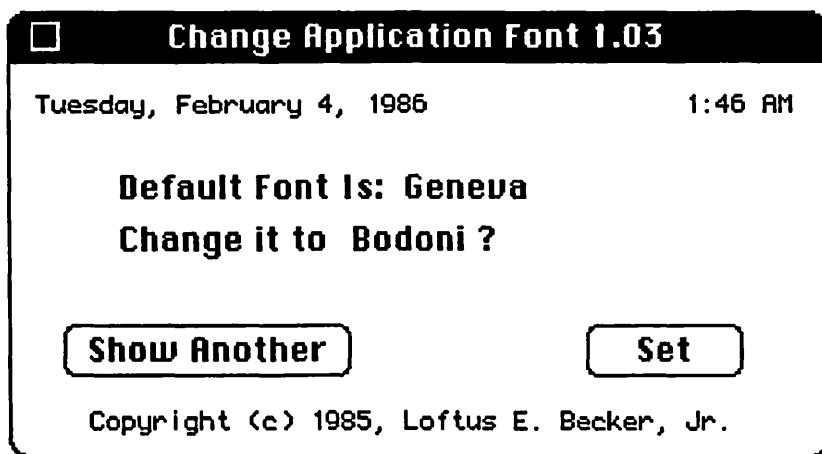 Change Application Font 1.03
Tuesday, February 4, 1986 1:46 AM
Default Font Is: Geneva
Change it to Bodoni ?
Show Another Set
Copyright (c) 1985, Loftus E. Becker, Jr.